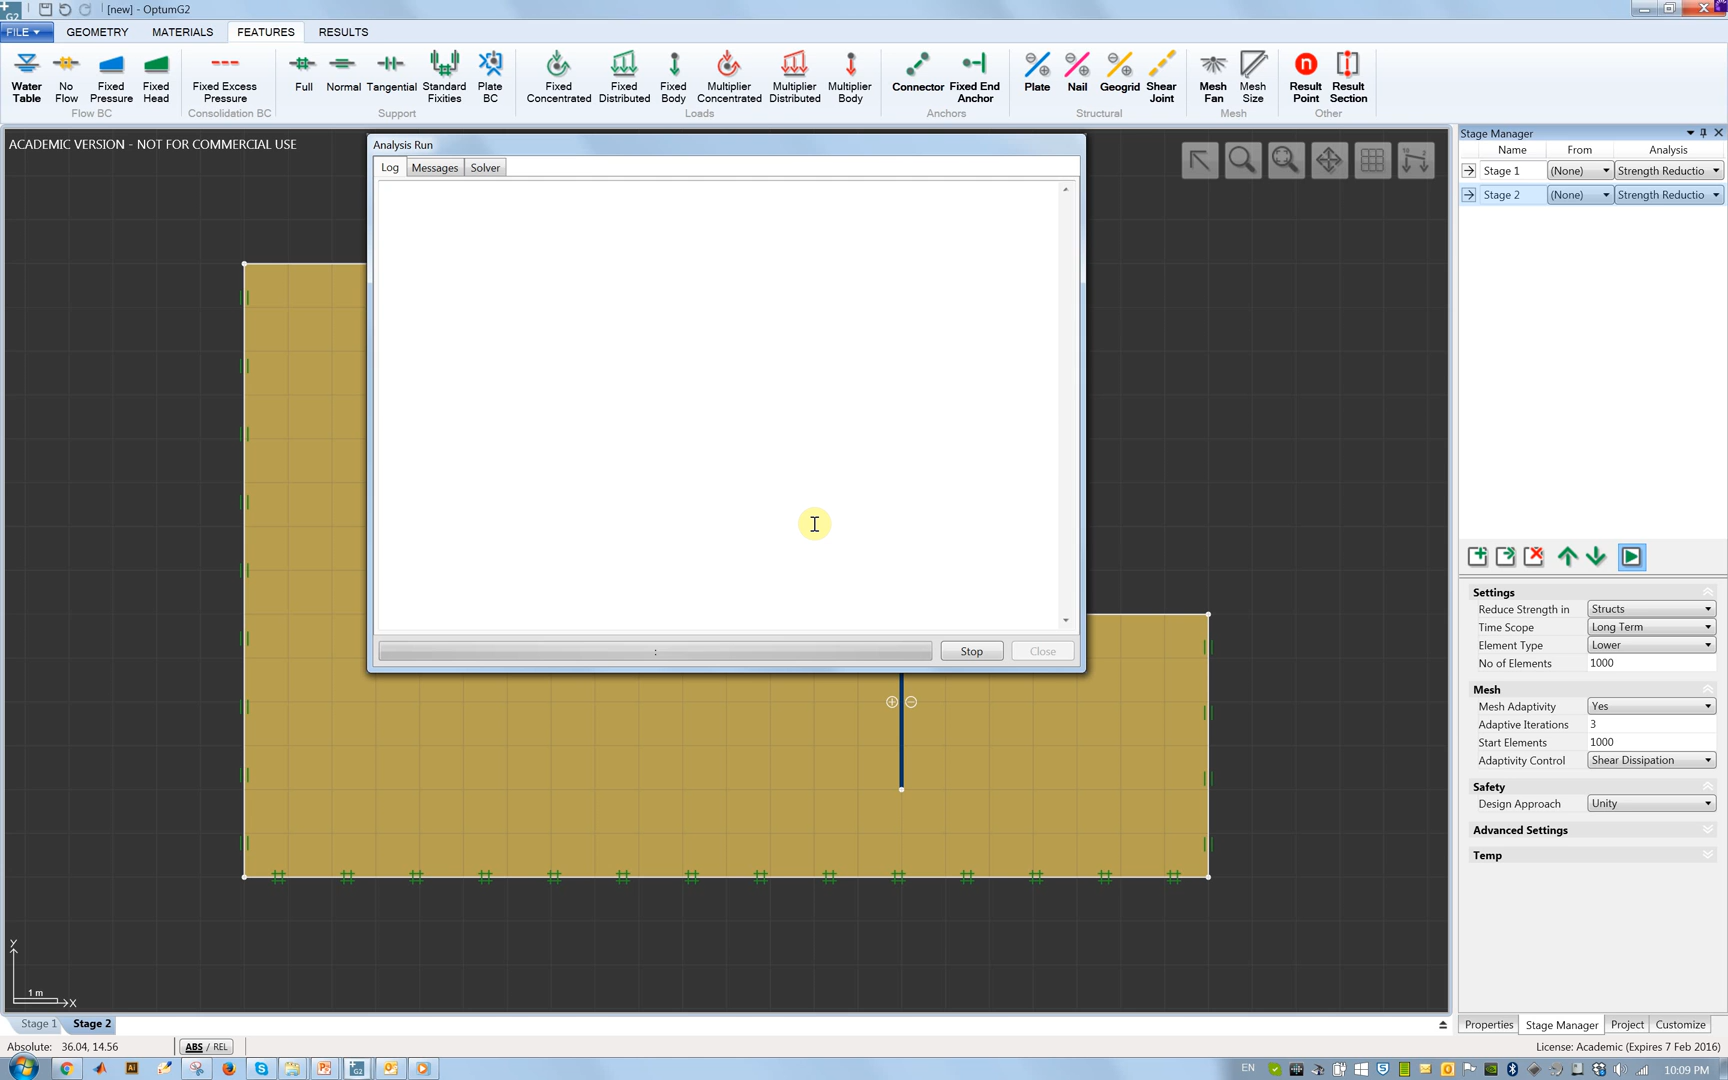 [new] - OptumG2
FILE GEOMETRY MATERIALS FEATURES RESULTS
Water Table No Flow Fixed Pressure Fixed Head Fixed Excess Pressure Full Normal Tangential Standard Fixities Plate BC Fixed Concentrated Fixed Distributed Fixed Body Multiplier Concentrated Multiplier Distributed Multiplier Body Connector Fixed End Anchor Plate Nail Geogrid Shear Joint Mesh Fan Mesh Size Result Point Result Section
Flow BC Consolidation BC Support Loads Anchors Structural Mesh Other
ACADEMIC VERSION - NOT FOR COMMERCIAL USE
Analysis Run
Log Messages Solver
:
Stop Close
Stage Manager
Name From Analysis
Stage 1 (None) Strength Reductio
Stage 2 (None) Strength Reductio
Settings
Reduce Strength in Structs
Time Scope Long Term
Element Type Lower
No of Elements 1000
Mesh
Mesh Adaptivity Yes
Adaptive Iterations 3
Start Elements 1000
Adaptivity Control Shear Dissipation
Safety
Design Approach Unity
Advanced Settings
Temp
Y
1 m
X
Stage 1 Stage 2
Properties Stage Manager Project Customize
Absolute: 36.04, 14.56 ABS / REL
License: Academic (Expires 7 Feb 2016)
EN 10:09 PM